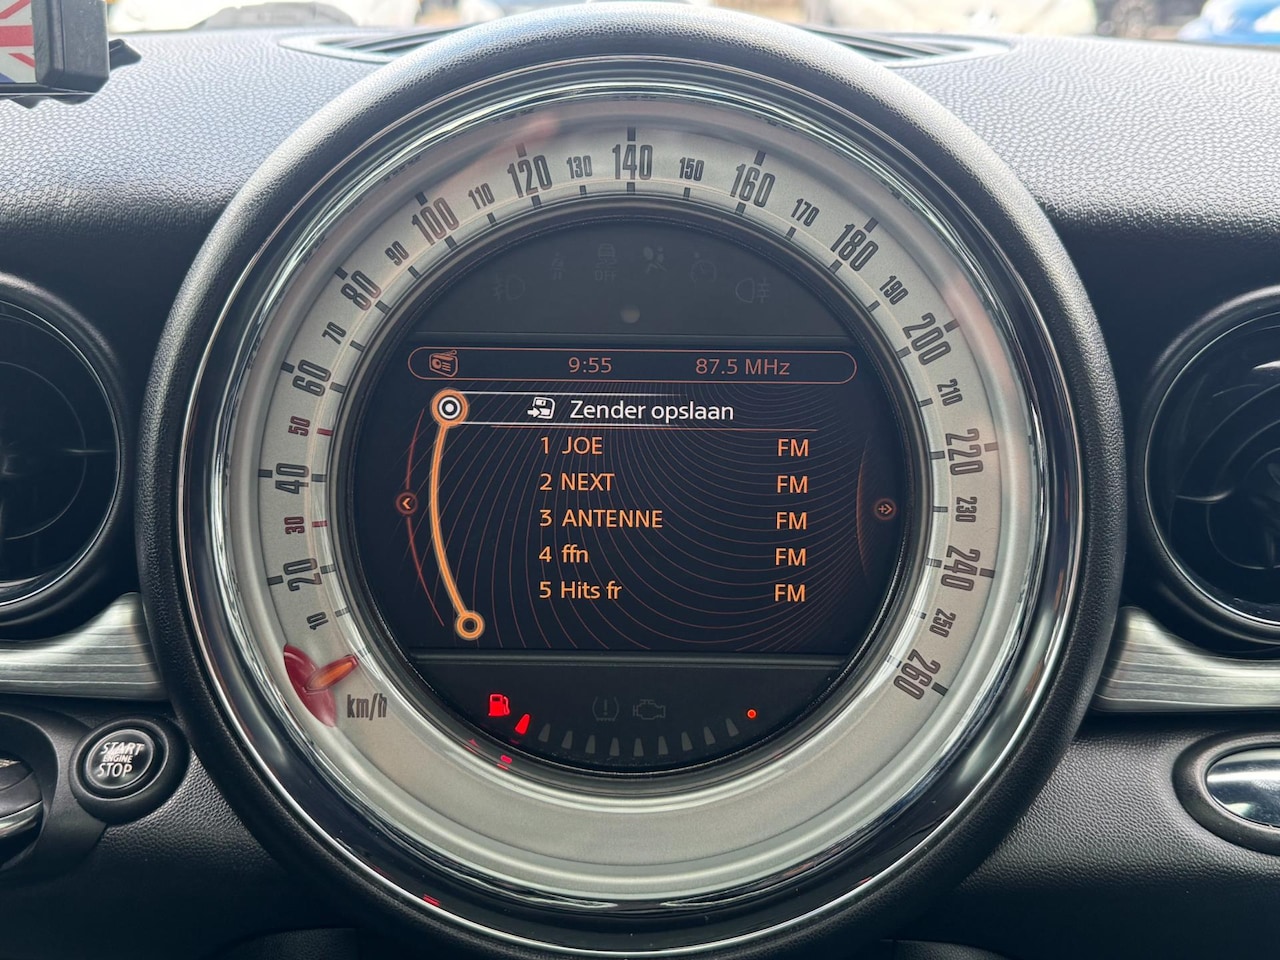 10
20
30
40
50
60
70
80
90
100
110
120
130
140
150
160
170
180
190
200
210
220
230
240
250
260
km/h
OFF
9:55 87.5 MHz
Zender opslaan
1 JOE FM
2 NEXT FM
3 ANTENNE FM
4 ffn FM
5 Hits fr FM
START
ENGINE
STOP